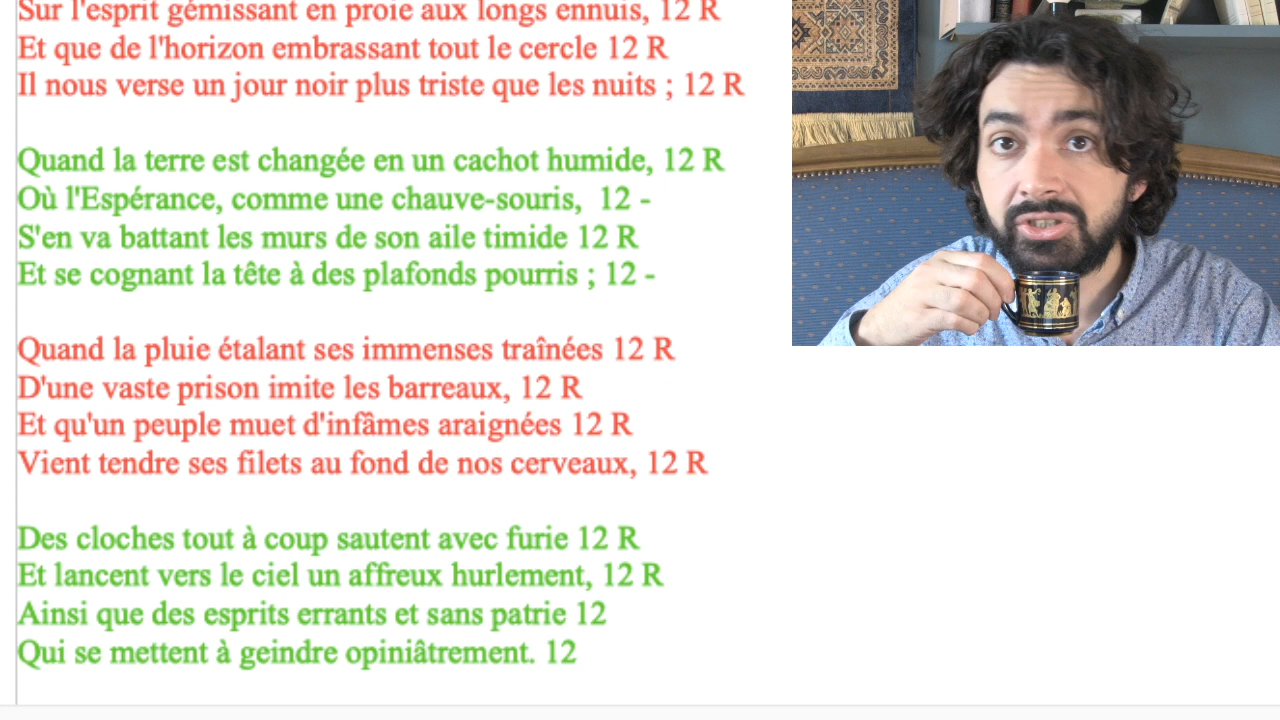 Sur l'esprit gémissant en proie aux longs ennuis, 12 R
Et que de l'horizon embrassant tout le cercle 12 R
Il nous verse un jour noir plus triste que les nuits ; 12 R
Quand la terre est changée en un cachot humide, 12 R
Où l'Espérance, comme une chauve-souris, 12 -
S'en va battant les murs de son aile timide 12 R
Et se cognant la tête à des plafonds pourris ; 12 -
Quand la pluie étalant ses immenses traînées 12 R
D'une vaste prison imite les barreaux, 12 R
Et qu'un peuple muet d'infâmes araignées 12 R
Vient tendre ses filets au fond de nos cerveaux, 12 R
Des cloches tout à coup sautent avec furie 12 R
Et lancent vers le ciel un affreux hurlement, 12 R
Ainsi que des esprits errants et sans patrie 12
Qui se mettent à geindre opiniâtrement. 12